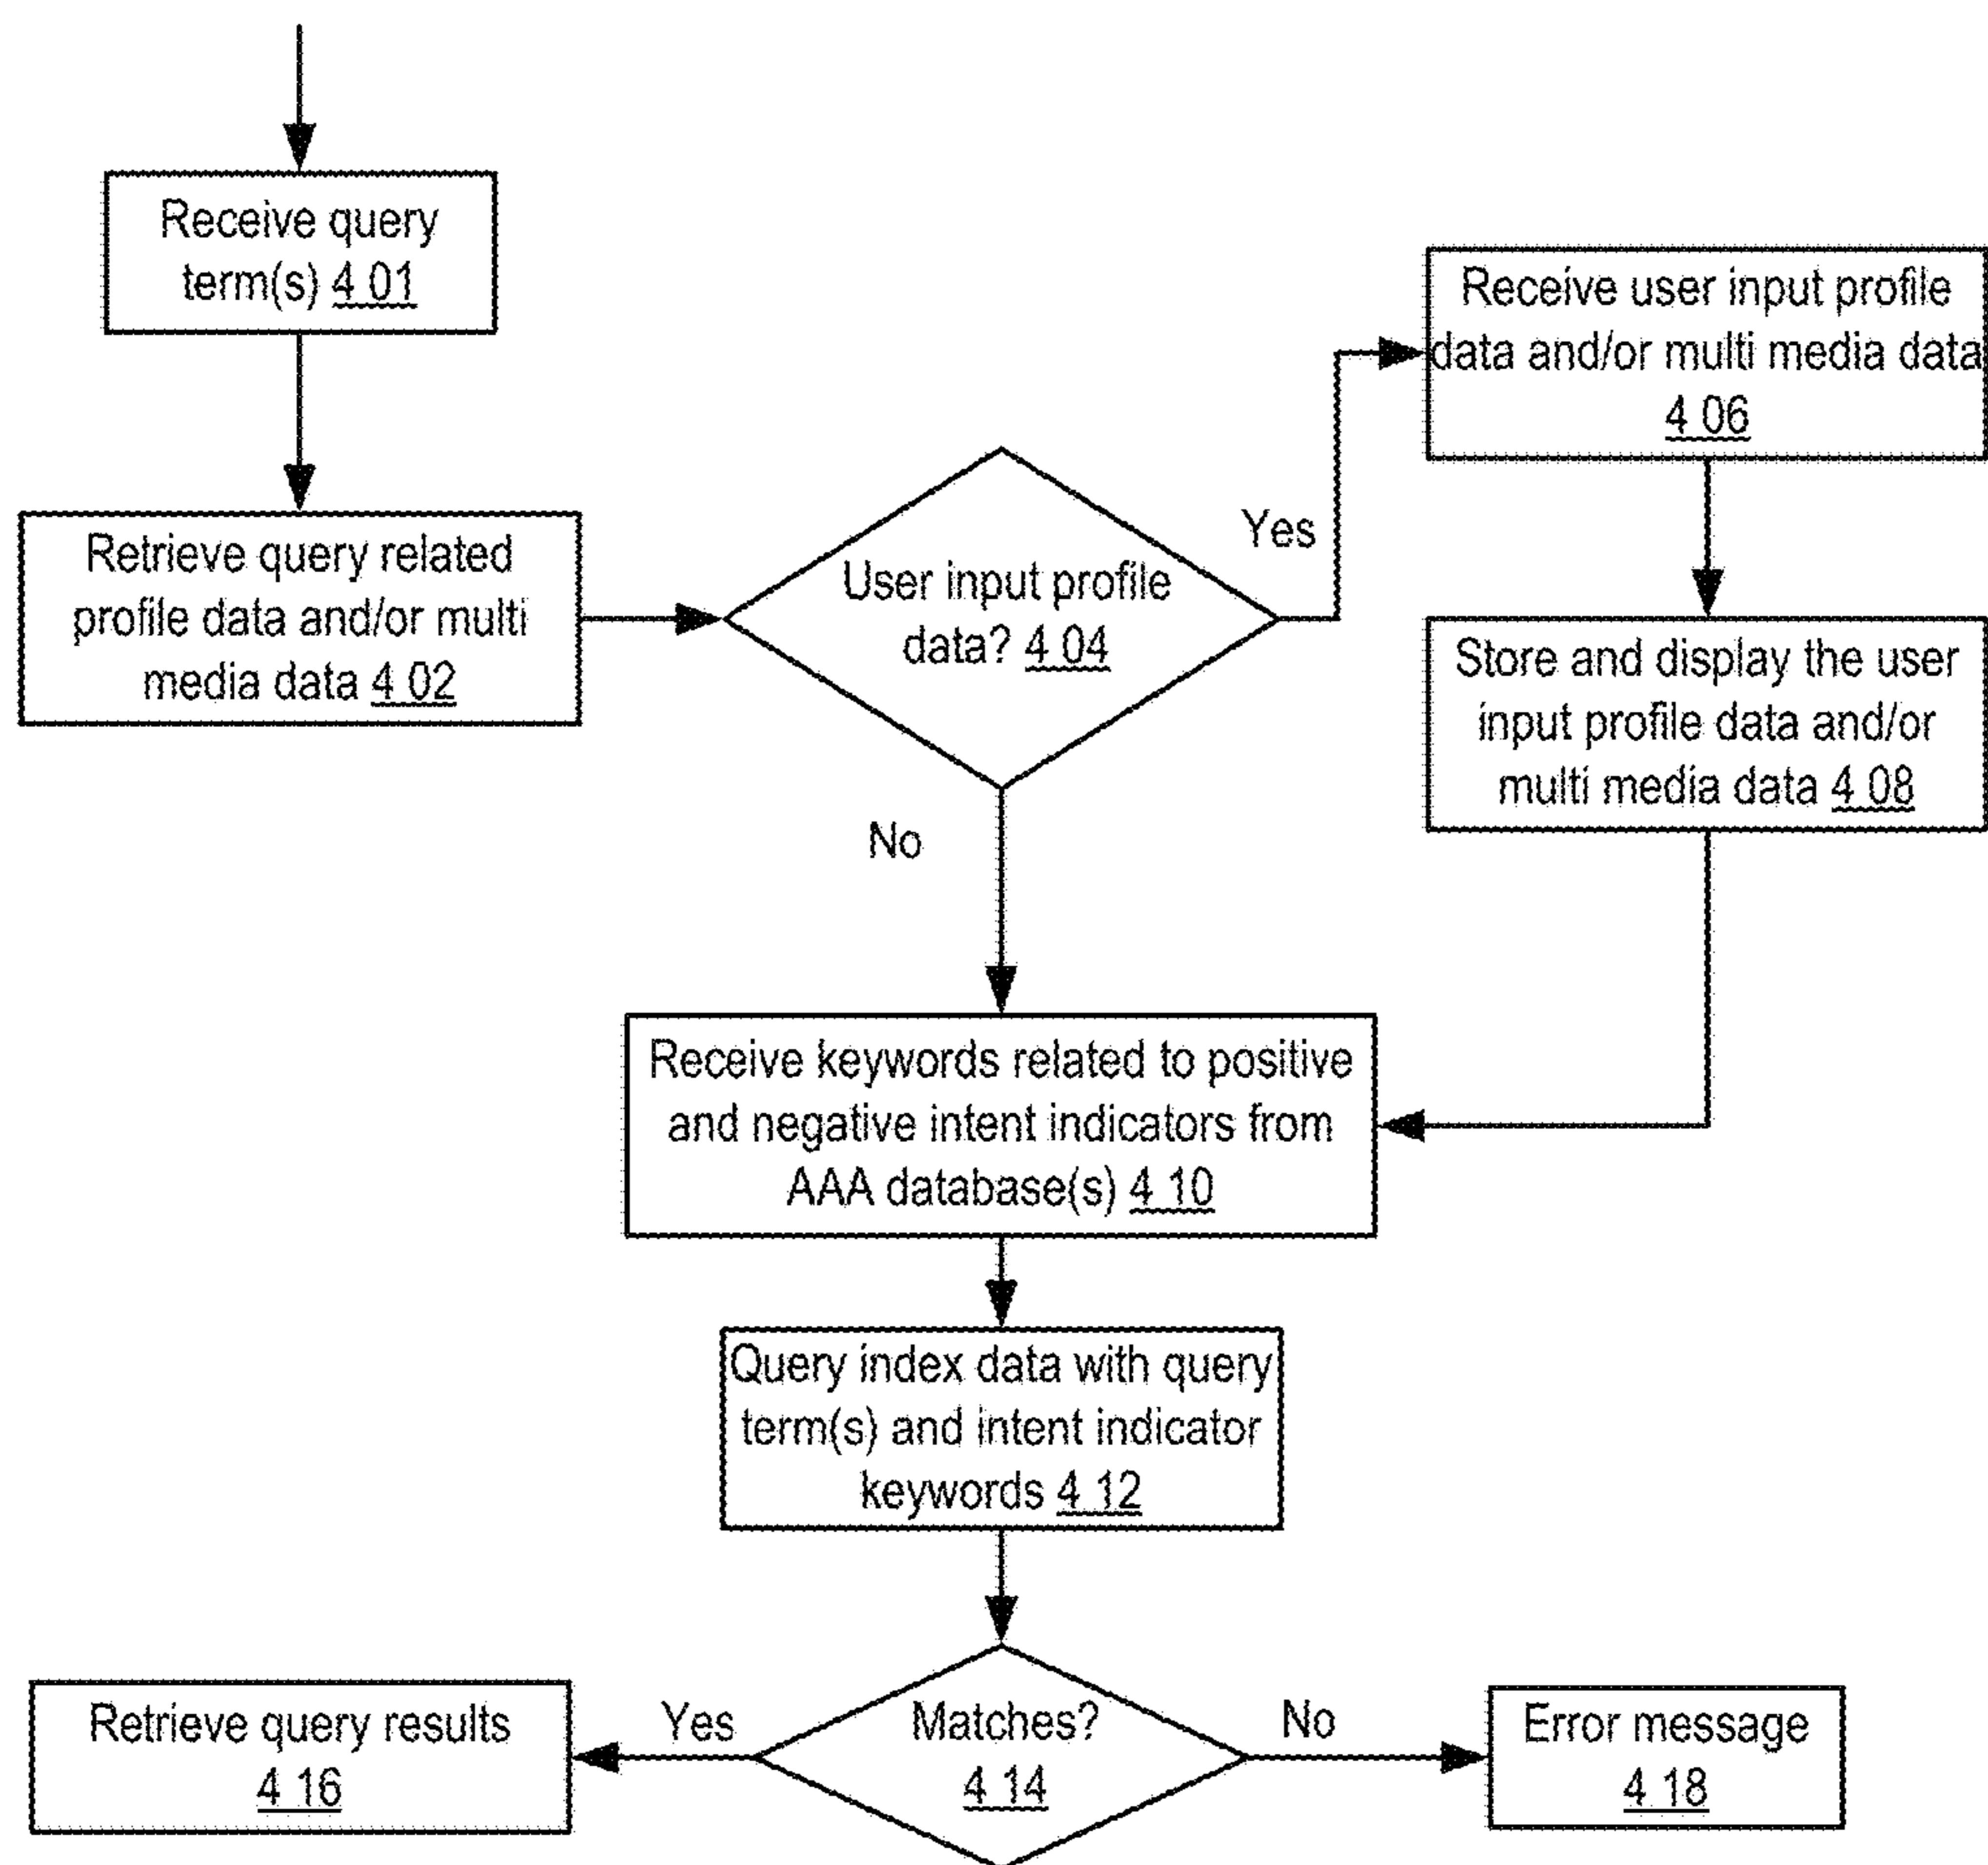 Receive query
term(s) 4 01
Retrieve query related
profile data and/or multi
media data 4 02
User input profile
data? 4 04
Yes
No
Receive user input profile
data and/or multi media data
4 06
Store and display the user
input profile data and/or
multi media data 4 08
Receive keywords related to positive
and negative intent indicators from
AAA database(s) 4 10
Query index data with query
term(s) and intent indicator
keywords 4 12
Matches?
4 14
Yes
No
Retrieve query results
4 16
Error message
4 18